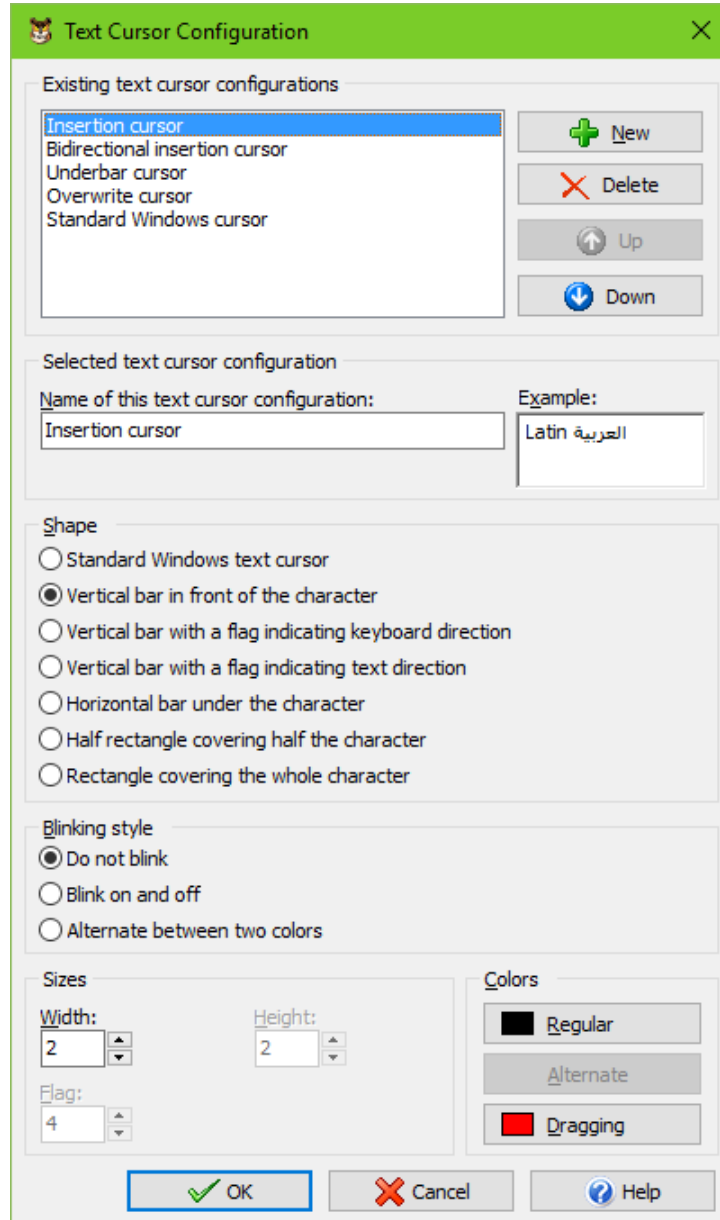 Text Cursor Configuration
Existing text cursor configurations
Insertion cursor
Bidirectional insertion cursor
Underbar cursor
Overwrite cursor
Standard Windows cursor
New
Delete
Up
Down
Selected text cursor configuration
Name of this text cursor configuration:
Insertion cursor
Example:
Latin العربية
Shape
Standard Windows text cursor
Vertical bar in front of the character
Vertical bar with a flag indicating keyboard direction
Vertical bar with a flag indicating text direction
Horizontal bar under the character
Half rectangle covering half the character
Rectangle covering the whole character
Blinking style
Do not blink
Blink on and off
Alternate between two colors
Sizes
Width:
2
Height:
2
Flag:
4
Colors
Regular
Alternate
Dragging
OK
Cancel
Help